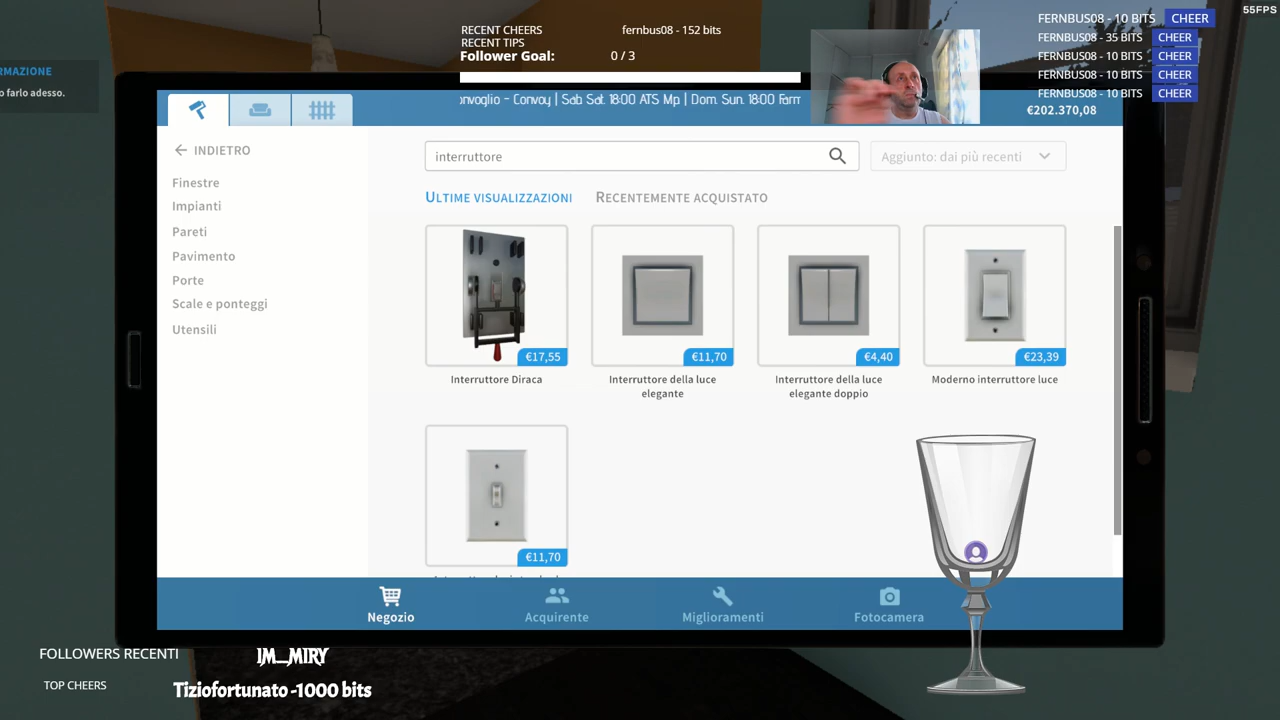 55FPS
RECENT CHEERS fernbus08 - 152 bits
RECENT TIPS
Follower Goal: 0 / 3
FERNBUS08 - 10 BITS CHEER
FERNBUS08 - 35 BITS CHEER
FERNBUS08 - 10 BITS CHEER
FERNBUS08 - 10 BITS CHEER
FERNBUS08 - 10 BITS CHEER
RMAZIONE
o farlo adesso.
onvoglio - Convoy | Sab Sat. 18:00 ATS Mp | Dom. Sun. 18:00 Farm
€202.370,08
INDIETRO
Finestre
Impianti
Pareti
Pavimento
Porte
Scale e ponteggi
Utensili
interruttore
Aggiunto: dai più recenti
ULTIME VISUALIZZAZIONI RECENTEMENTE ACQUISTATO
€17,55 €11,70 €4,40 €23,39
Interruttore Diraca
Interruttore della luce
elegante
Interruttore della luce
elegante doppio
Moderno interruttore luce
€11,70
Negozio Acquirente Miglioramenti Fotocamera
FOLLOWERS RECENTI IM_MIRY
TOP CHEERS Tiziofortunato -1000 bits